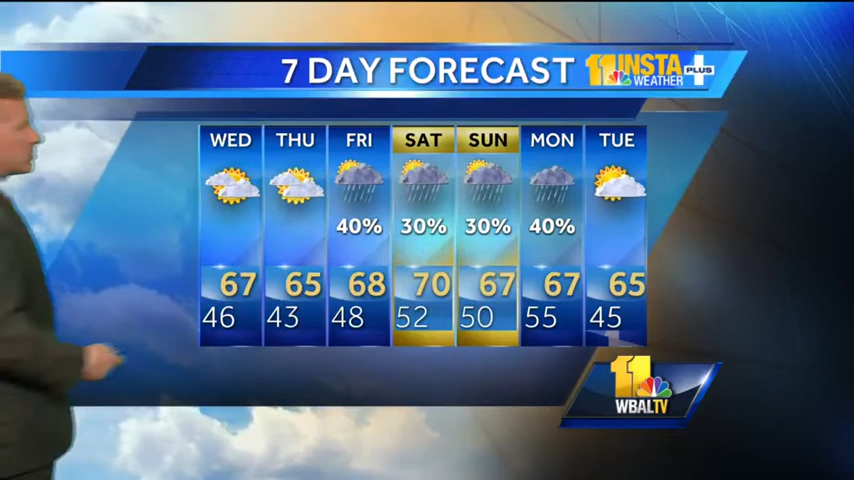 7 DAY FORECAST 11 INSTA WEATHER PLUS
WED THU FRI SAT SUN MON TUE
40% 30% 30% 40%
67 65 68 70 67 67 65
46 43 48 52 50 55 45
11
WBALTV